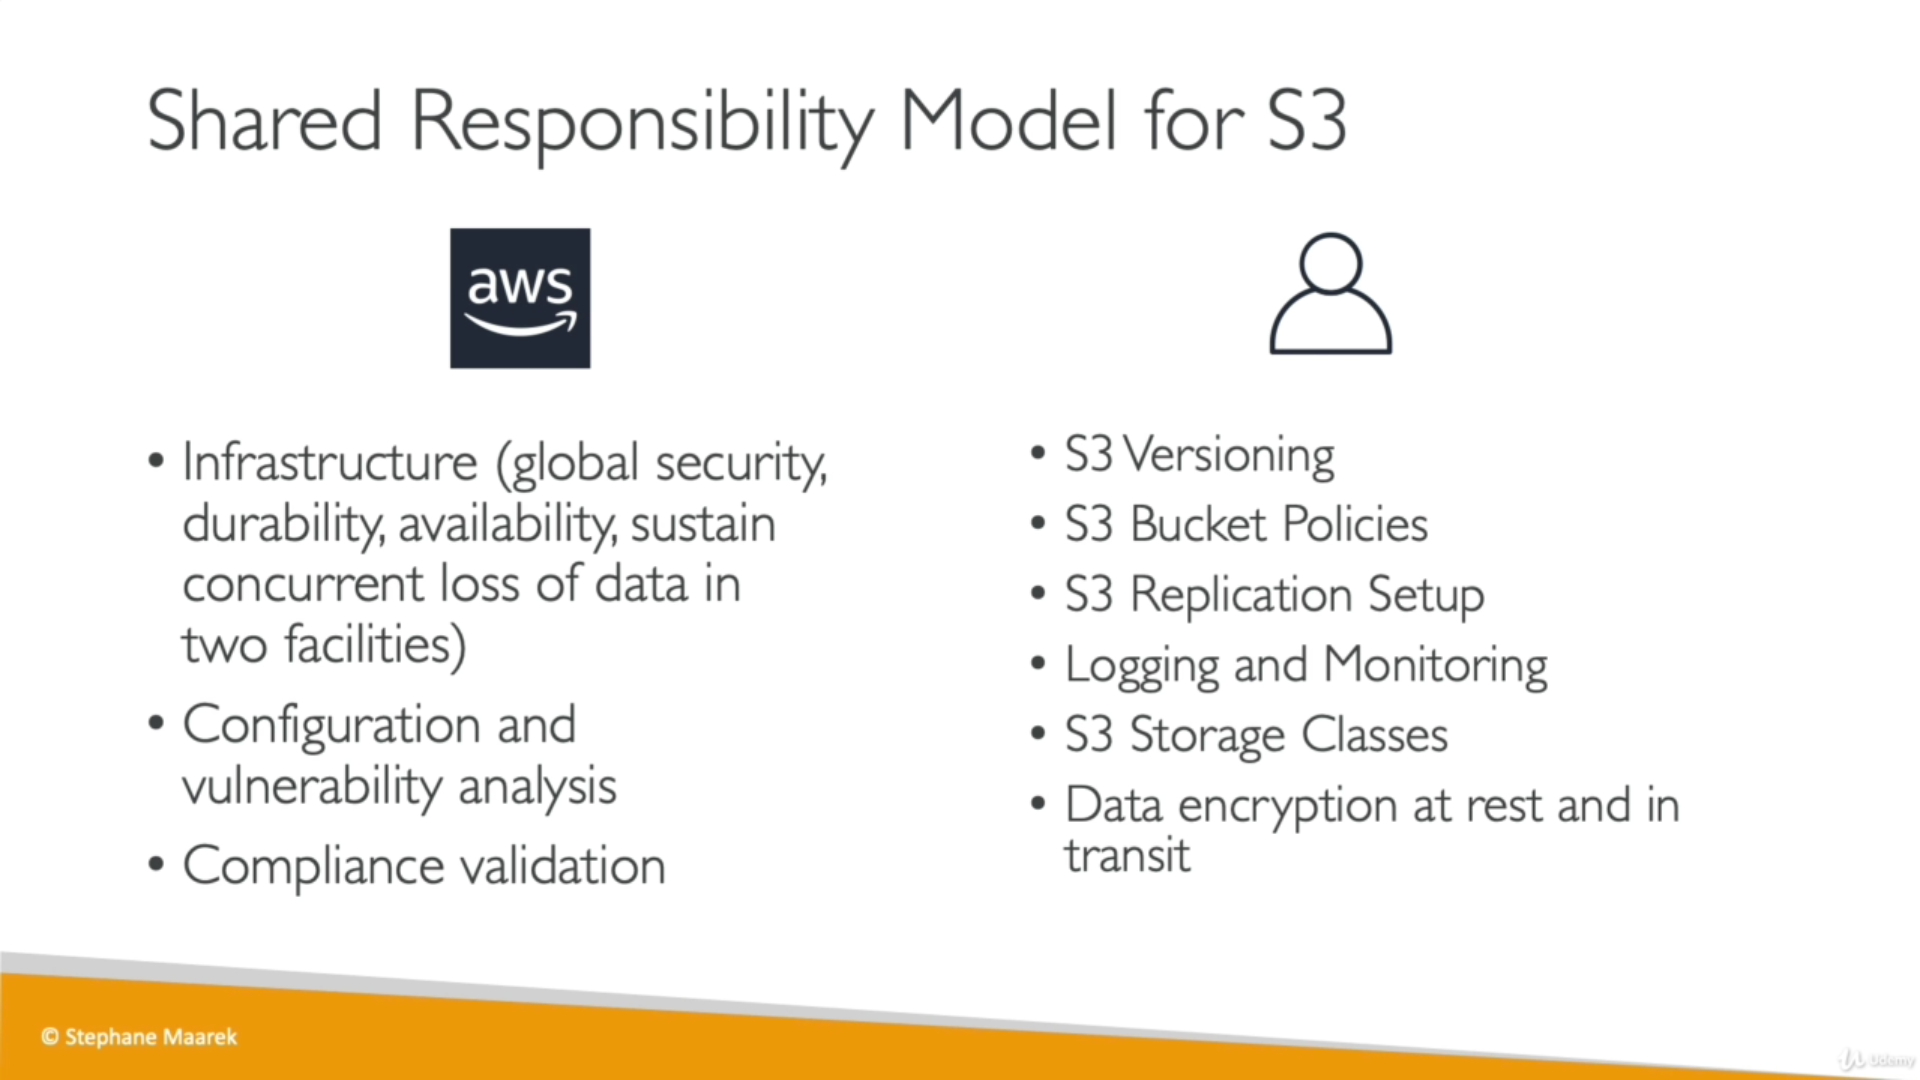 Shared Responsibility Model for S3
aws
• Infrastructure (global security,
durability, availability, sustain
concurrent loss of data in
two facilities)
• Configuration and
vulnerability analysis
• Compliance validation
• S3 Versioning
• S3 Bucket Policies
• S3 Replication Setup
• Logging and Monitoring
• S3 Storage Classes
• Data encryption at rest and in
transit
© Stephane Maarek
Udemy